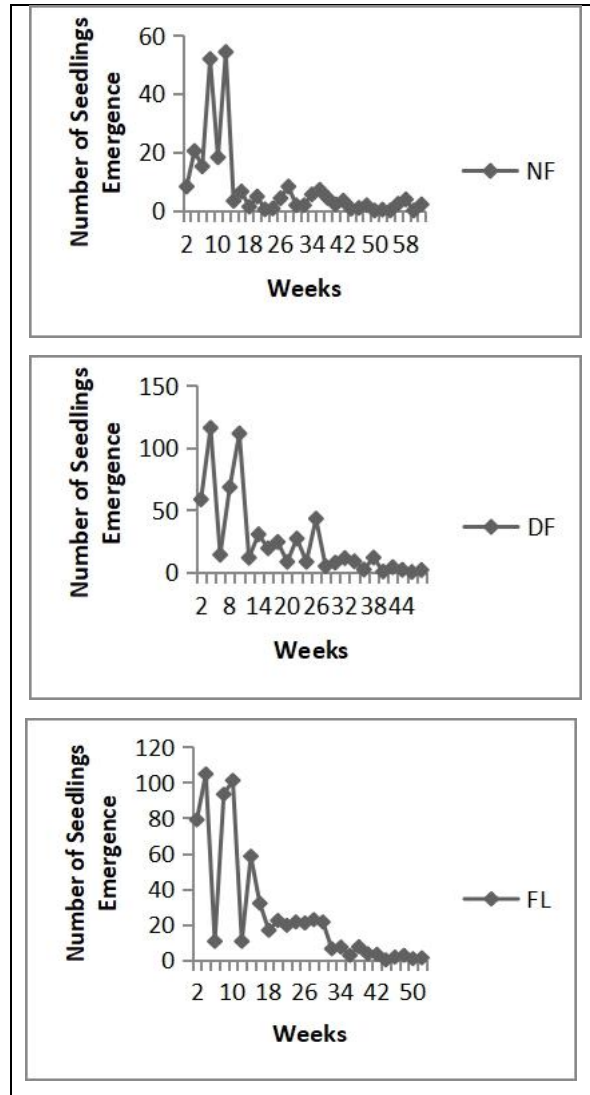 Number of Seedlings
Emergence
60
40
20
0
2 10 18 26 34 42 50 58
Weeks
NF
Number of Seedlings
Emergence
150
100
50
0
2 8 14 20 26 32 38 44
Weeks
DF
Number of Seedlings
Emergence
120
100
80
60
40
20
0
2 10 18 26 34 42 50
Weeks
FL